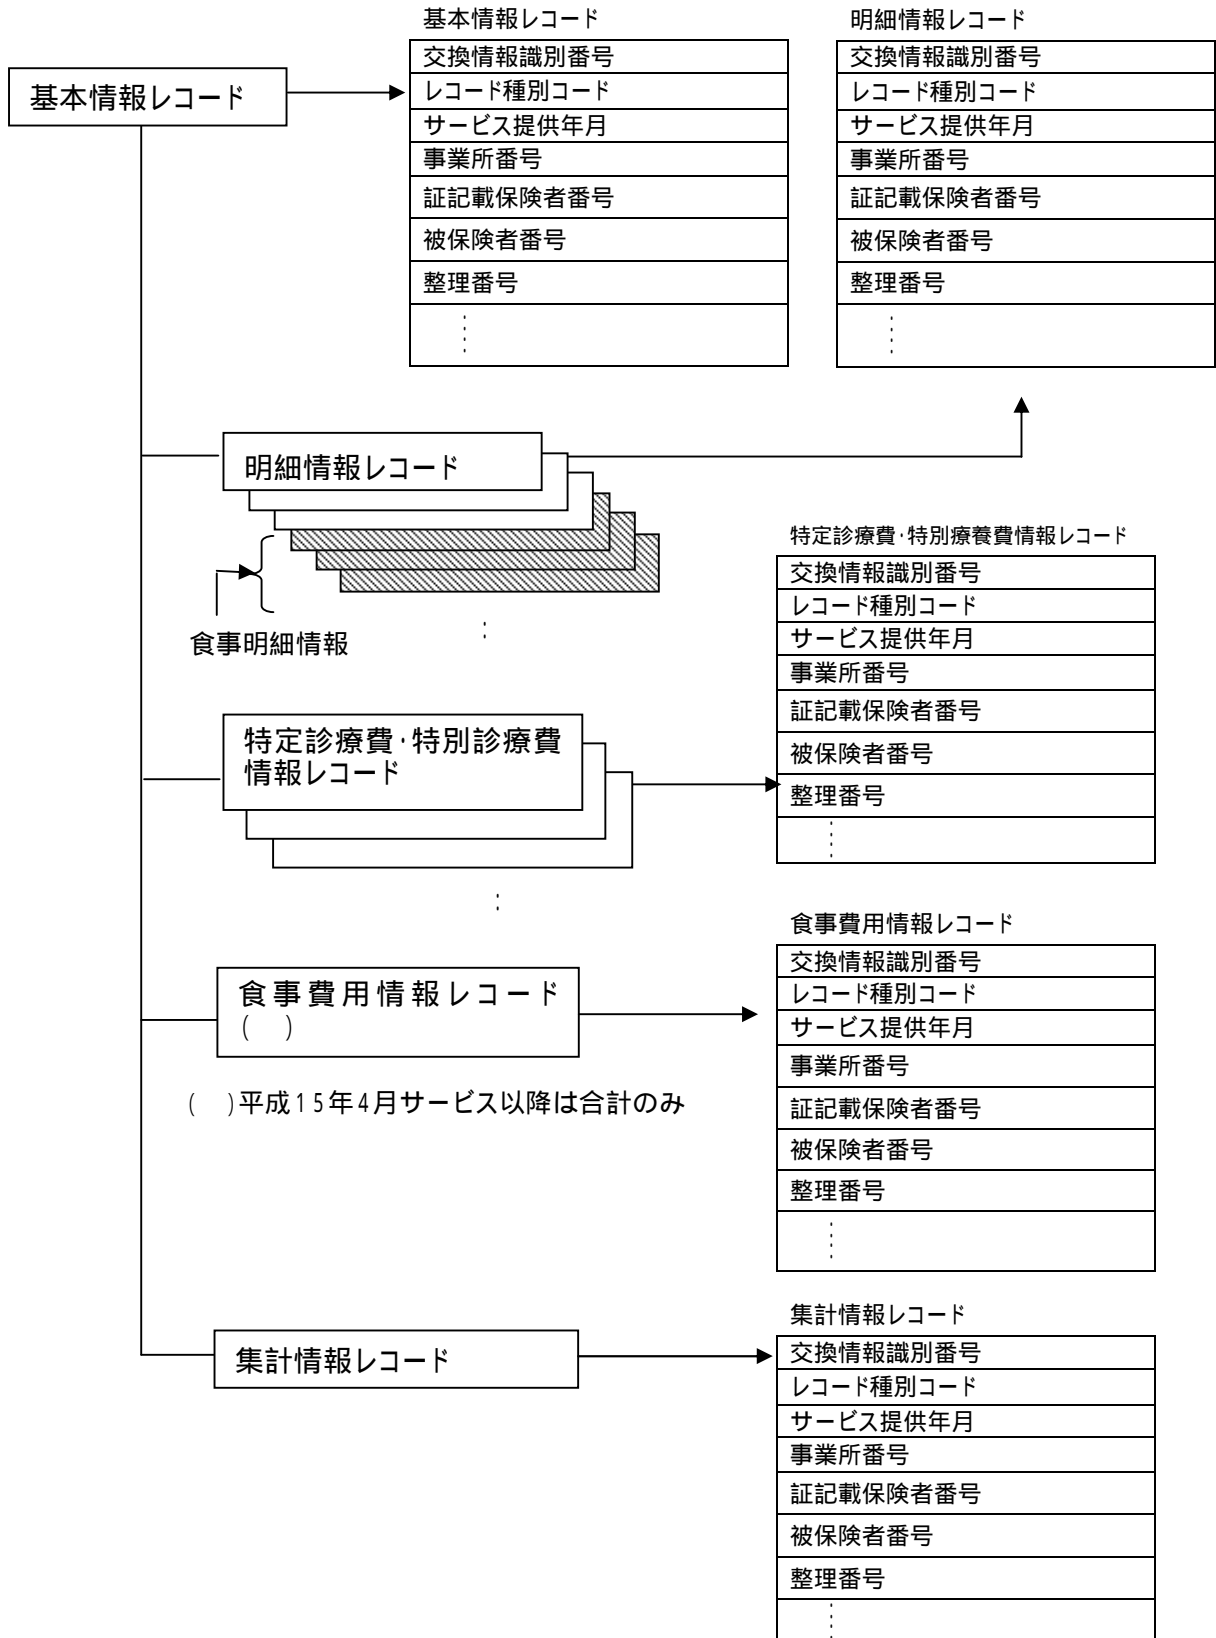 基本情報レコード
基本情報レコード
交換情報識別番号
レコード種別コード
サービス提供年月
事業所番号
証記載保険者番号
被保険者番号
整理番号
明細情報レコード
交換情報識別番号
レコード種別コード
サービス提供年月
事業所番号
証記載保険者番号
被保険者番号
整理番号
明細情報レコード
食事明細情報
特定診療費・特別療養費情報レコード
交換情報識別番号
レコード種別コード
サービス提供年月
事業所番号
証記載保険者番号
被保険者番号
整理番号
特定診療費・特別診療費
情報レコード
食事費用情報レコード
交換情報識別番号
レコード種別コード
サービス提供年月
事業所番号
証記載保険者番号
被保険者番号
整理番号
食事費用情報レコード
(　)
(　)平成15年4月サービス以降は合計のみ
集計情報レコード
集計情報レコード
交換情報識別番号
レコード種別コード
サービス提供年月
事業所番号
証記載保険者番号
被保険者番号
整理番号